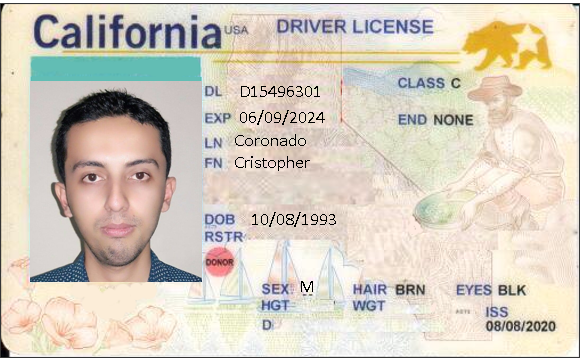 California USA DRIVER LICENSE
DL D15496301 CLASS C
EXP 06/09/2024 END NONE
LN Coronado
FN Cristopher
DOB 10/08/1993
RSTR
DONOR
SEX M HAIR BRN EYES BLK
HGT WGT ISS
D 08/08/2020